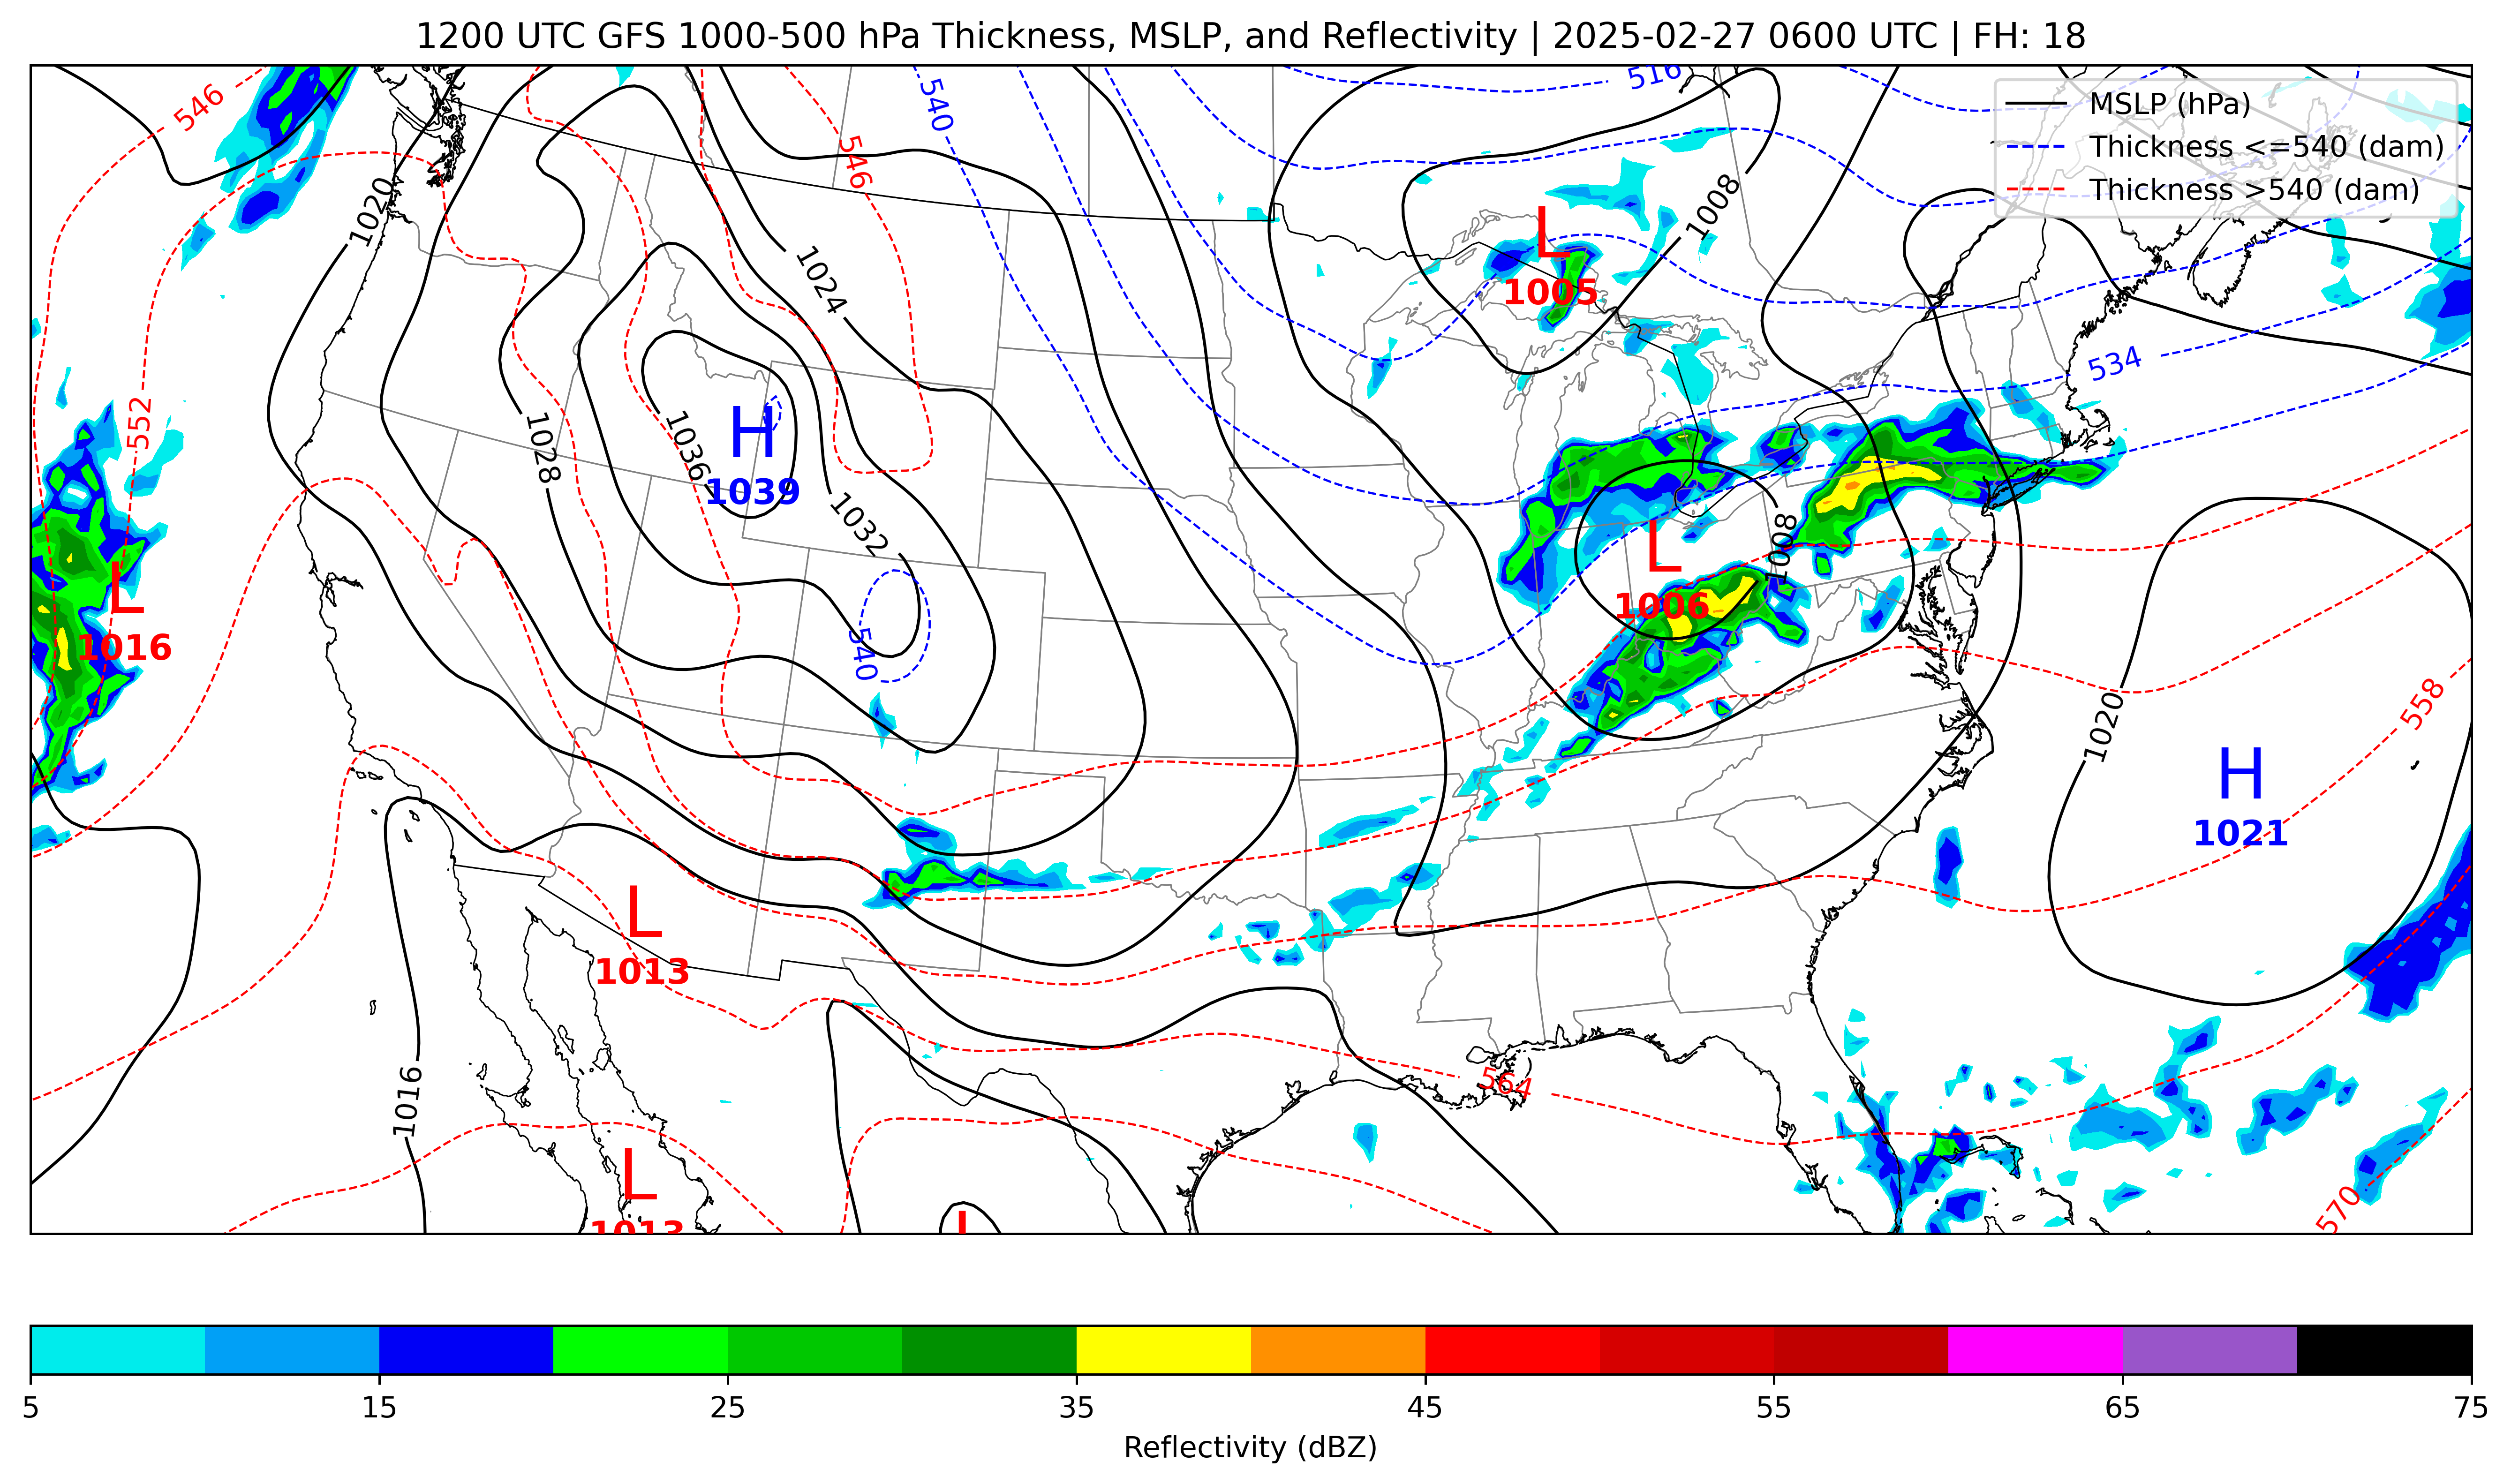 1200 UTC GFS 1000-500 hPa Thickness, MSLP, and Reflectivity | 2025-02-27 0600 UTC | FH: 18
MSLP (hPa)
Thickness <=540 (dam)
Thickness >540 (dam)
546
540
516
546
1020
1008
L
1005
1024
534
552
1028
1036
H
1039
1032
1008
L
1006
L
1016
540
558
1020
H
1021
L
1013
1016
564
L
1013
L
570
5
15
25
35
45
55
65
75
Reflectivity (dBZ)